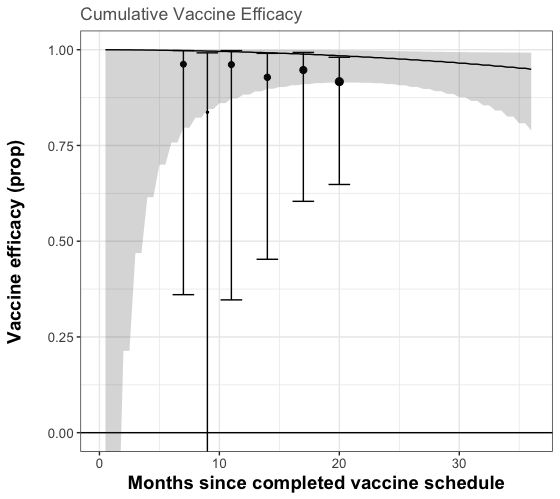 Cumulative Vaccine Efficacy
1.00
0.75
0.50
0.25
0.00
Vaccine efficacy (prop)
0 10 20 30
Months since completed vaccine schedule